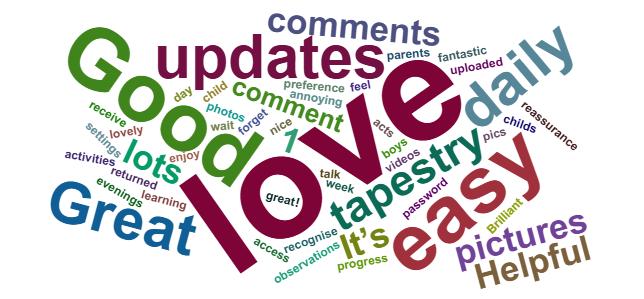 comments
updates
parents
fantastic
uploaded
daily
Good
day
child
preference
annoying
feel
love
photos
comment
receive
lovely
settings
wait
forget
nice
1
acts
boys
videos
pics
childs
reassurance
lots
enjoy
activities
returned
evenings
learning
great!
talk
week
tapestry
password
easy
Great
access
recognise
observations
It's
progress
Brilliant
pictures
Helpful